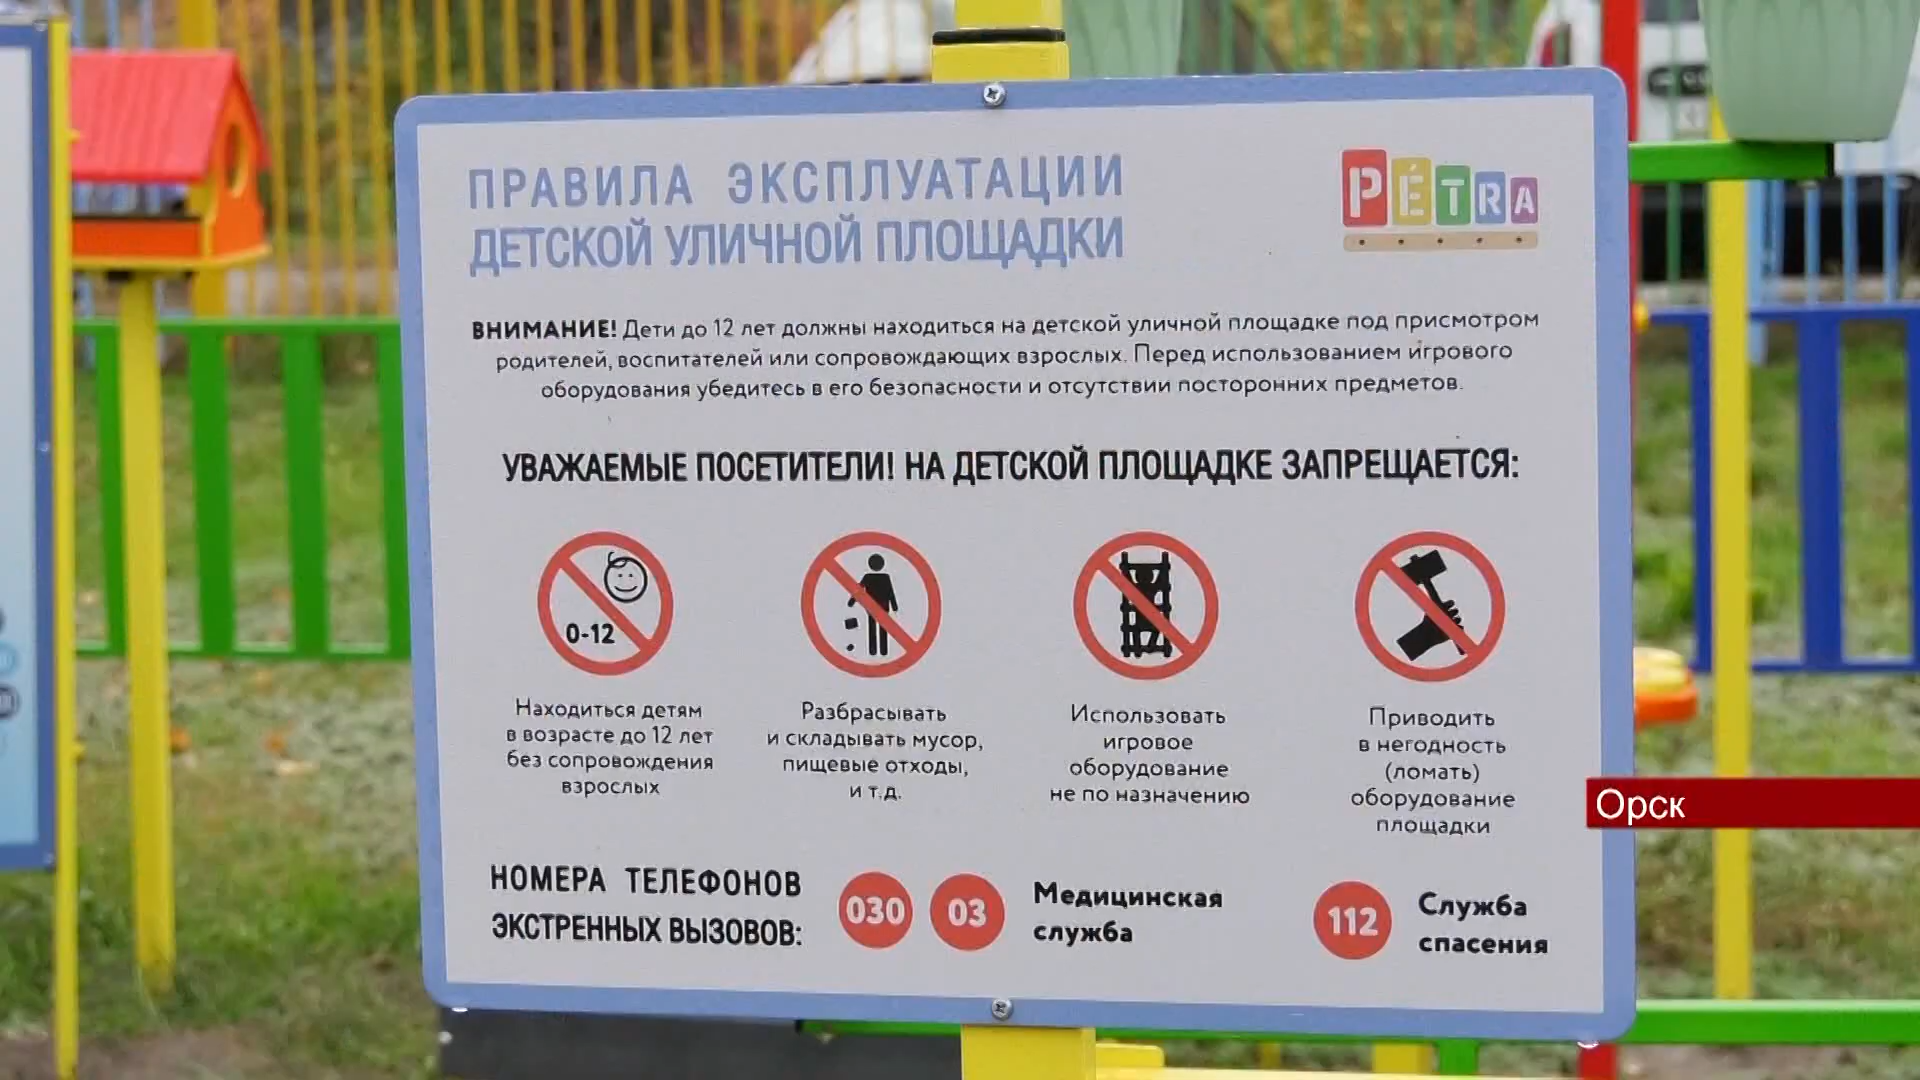 ПРАВИЛА ЭКСПЛУАТАЦИИ
ДЕТСКОЙ УЛИЧНОЙ ПЛОЩАДКИ
PÉTRA
ВНИМАНИЕ! Дети до 12 лет должны находиться на детской уличной площадке под присмотром
родителей, воспитателей или сопровождающих взрослых. Перед использованием игрового
оборудования убедитесь в его безопасности и отсутствии посторонних предметов.
УВАЖАЕМЫЕ ПОСЕТИТЕЛИ! НА ДЕТСКОЙ ПЛОЩАДКЕ ЗАПРЕЩАЕТСЯ:
0-12
Находиться детям
в возрасте до 12 лет
без сопровождения
взрослых
Разбрасывать
и складывать мусор,
пищевые отходы,
и т.д.
Использовать
игровое
оборудование
не по назначению
Приводить
в негодность
(ломать)
оборудование
площадки
Орск
НОМЕРА ТЕЛЕФОНОВ
ЭКСТРЕННЫХ ВЫЗОВОВ:
030 03
Медицинская
служба
112
Служба
спасения